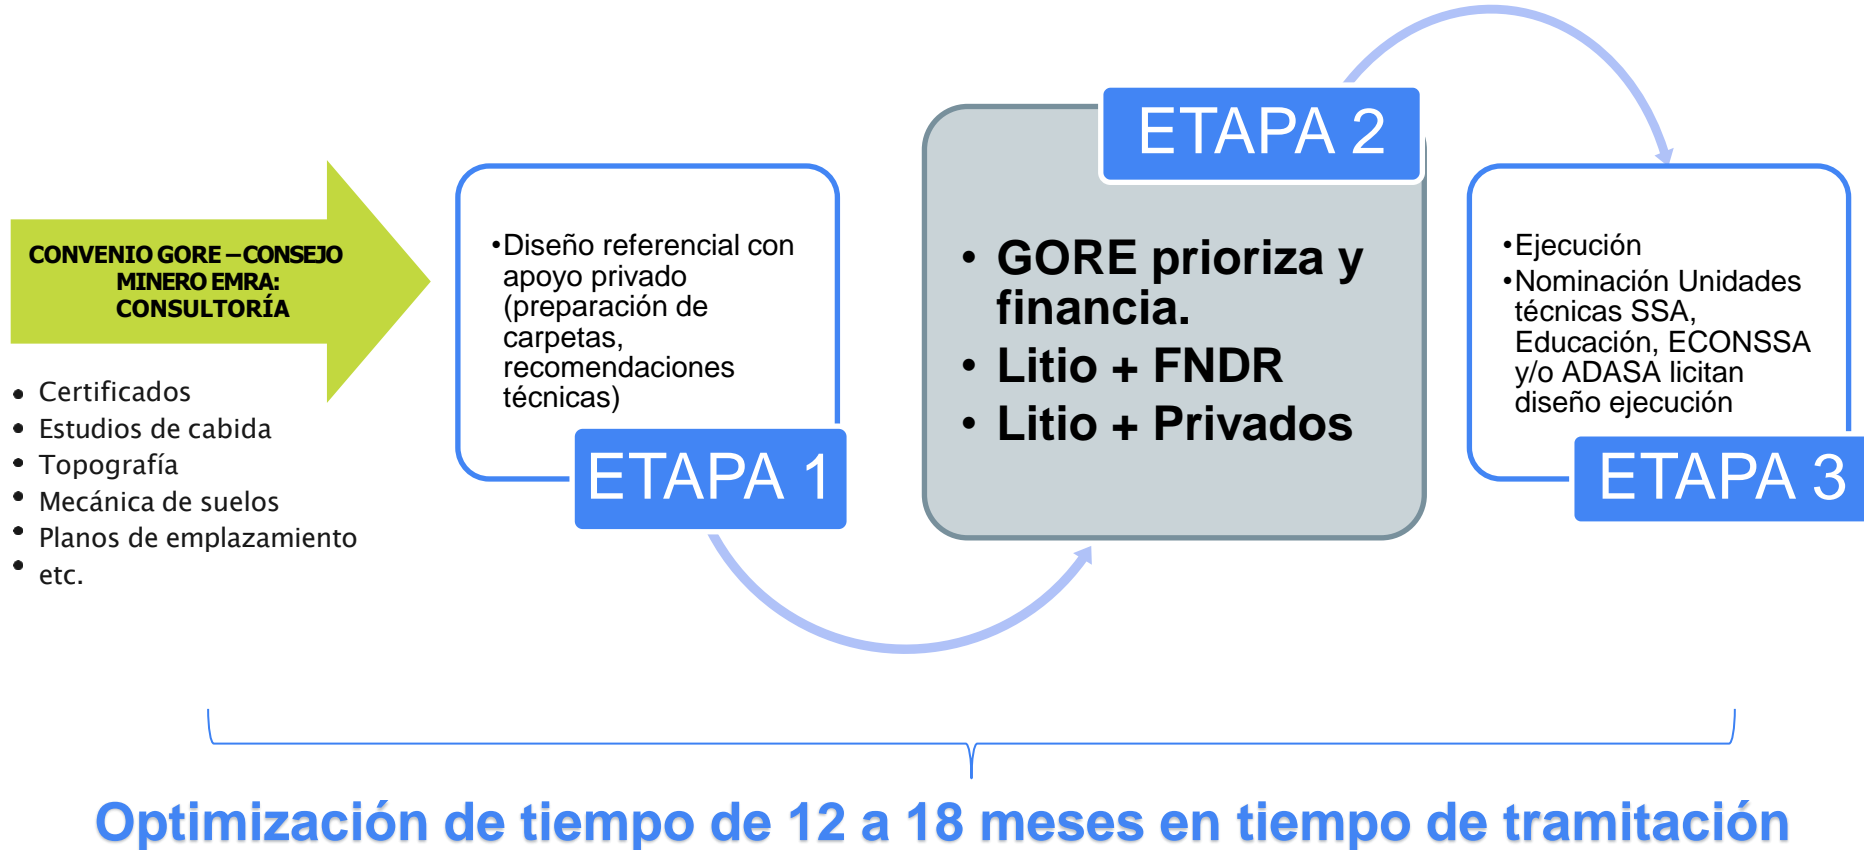 CONVENIO GORE – CONSEJO
MINERO EMRA:
CONSULTORÍA
• Certificados
• Estudios de cabida
• Topografía
• Mecánica de suelos
• Planos de emplazamiento
• etc.
•Diseño referencial con
apoyo privado
(preparación de
carpetas,
recomendaciones
técnicas)
ETAPA 1
ETAPA 2
• GORE prioriza y
financia.
• Litio + FNDR
• Litio + Privados
•Ejecución
•Nominación Unidades
técnicas SSA,
Educación, ECONSSA
y/o ADASA licitan
diseño ejecución
ETAPA 3
Optimización de tiempo de 12 a 18 meses en tiempo de tramitación